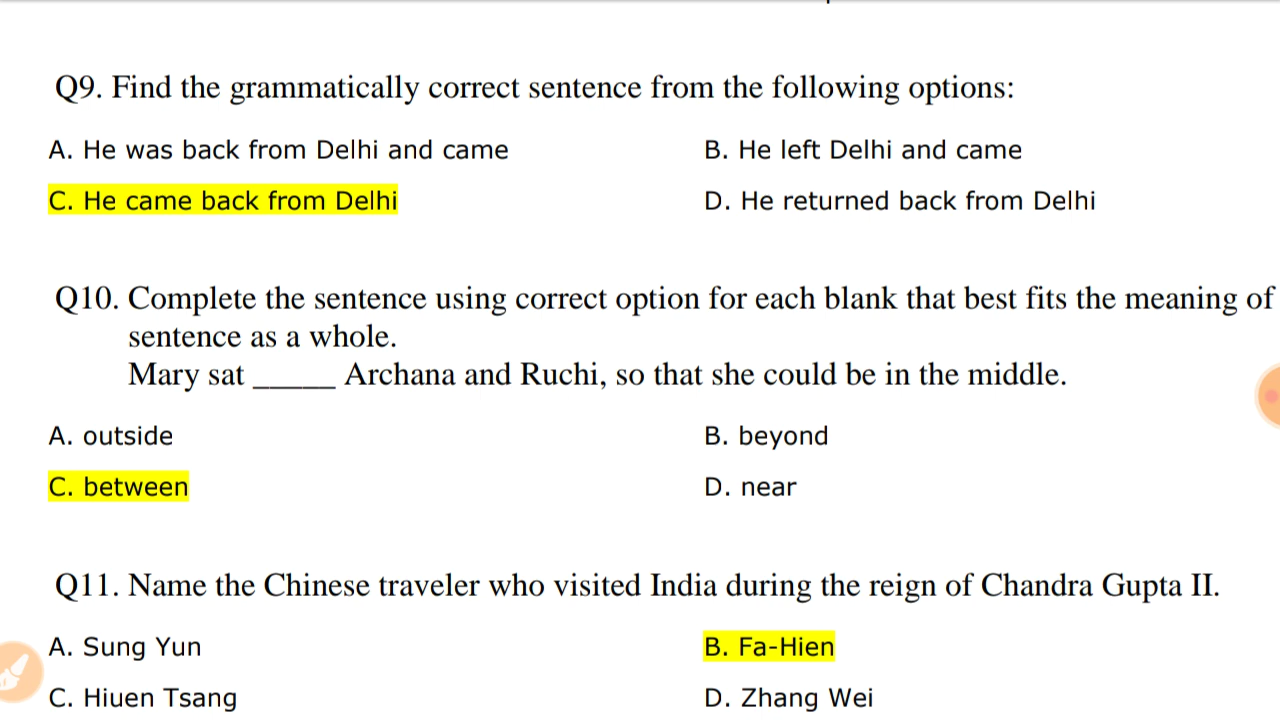 Q9. Find the grammatically correct sentence from the following options:
A. He was back from Delhi and came
B. He left Delhi and came
C. He came back from Delhi
D. He returned back from Delhi
Q10. Complete the sentence using correct option for each blank that best fits the meaning of
sentence as a whole.
Mary sat _____ Archana and Ruchi, so that she could be in the middle.
A. outside
B. beyond
C. between
D. near
Q11. Name the Chinese traveler who visited India during the reign of Chandra Gupta II.
A. Sung Yun
B. Fa-Hien
C. Hiuen Tsang
D. Zhang Wei